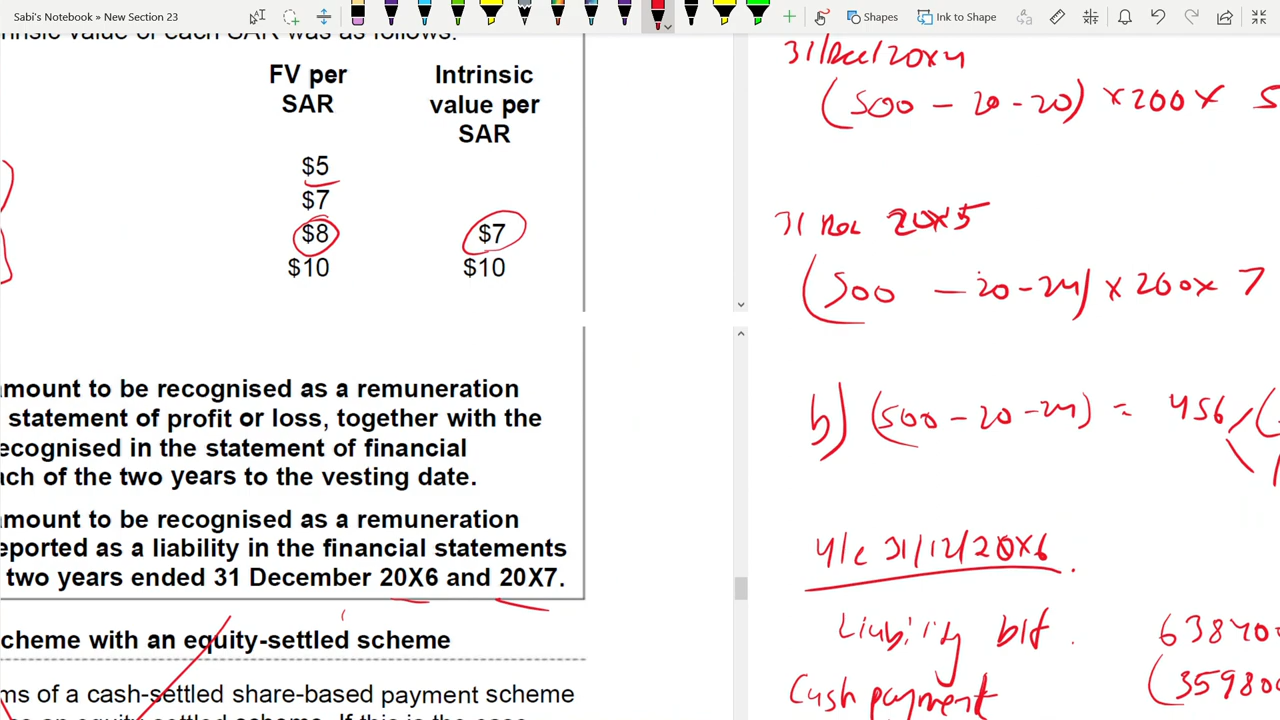 Sabi's Notebook » New Section 23
Shapes
Ink to Shape
rinsic value of each SAR was as follows:
FV per SAR
Intrinsic value per SAR
$5
$7
$8 $7
$10 $10
amount to be recognised as a remuneration
statement of profit or loss, together with the
ecognised in the statement of financial
ach of the two years to the vesting date.
amount to be recognised as a remuneration
eported as a liability in the financial statements
two years ended 31 December 20X6 and 20X7.
scheme with an equity-settled scheme
ms of a cash-settled share-based payment scheme
31/Dec/20x4
(500 - 20 - 20) × 200 × 5
31 Dec 20x5
(500 - 20 - 24) × 200 × 7
b) (500 - 20 - 24) = 456
Y/e 31/12/20X6.
Liability b/f. 638400
Cash payment (359800